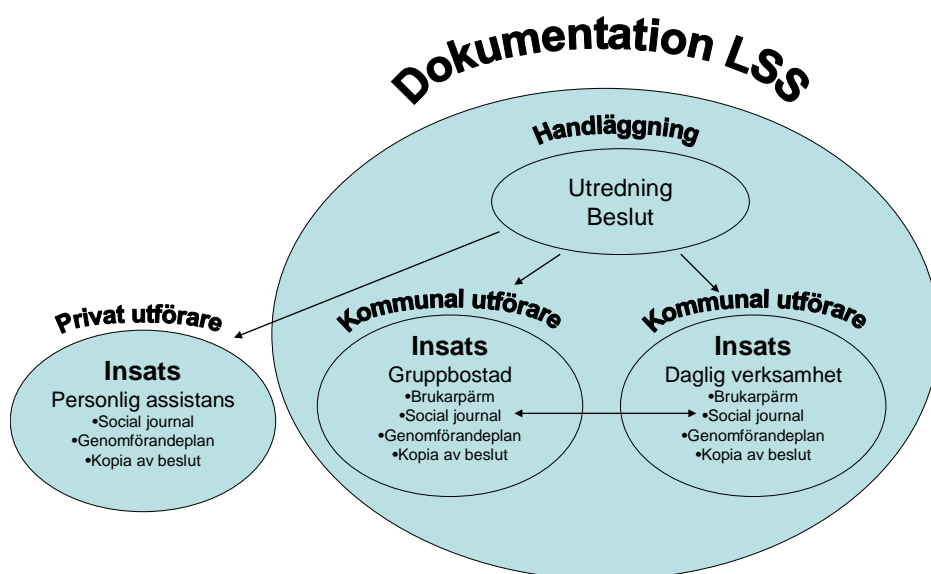 Dokumentation LSS
Handläggning
Utredning
Beslut
Privat utförare
Insats
Personlig assistans
•Social journal
•Genomförandeplan
•Kopia av beslut
Kommunal utförare
Insats
Gruppbostad
•Brukarpärm
•Social journal
•Genomförandeplan
•Kopia av beslut
Kommunal utförare
Insats
Daglig verksamhet
•Brukarpärm
•Social journal
•Genomförandeplan
•Kopia av beslut